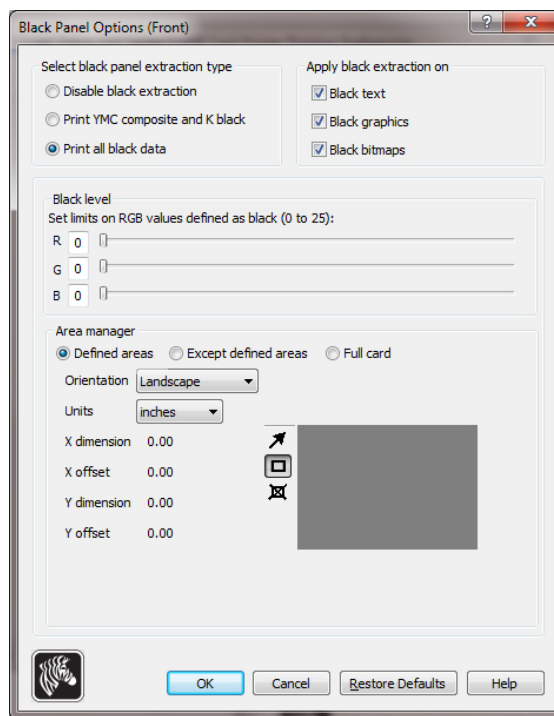 Black Panel Options (Front)
Select black panel extraction type
Disable black extraction
Print YMC composite and K black
Print all black data
Apply black extraction on
Black text
Black graphics
Black bitmaps
Black level
Set limits on RGB values defined as black (0 to 25):
R 0
G 0
B 0
Area manager
Defined areas Except defined areas Full card
Orientation Landscape
Units inches
X dimension 0.00
X offset 0.00
Y dimension 0.00
Y offset 0.00
OK Cancel Restore Defaults Help